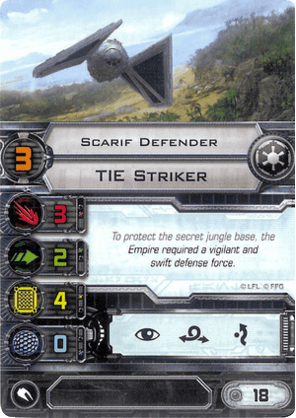 SCARIF DEFENDER
3
TIE STRIKER
3
To protect the secret jungle base, the
Empire required a vigilant and
swift defense force.
2
©LFL ©FFG
4
0
18